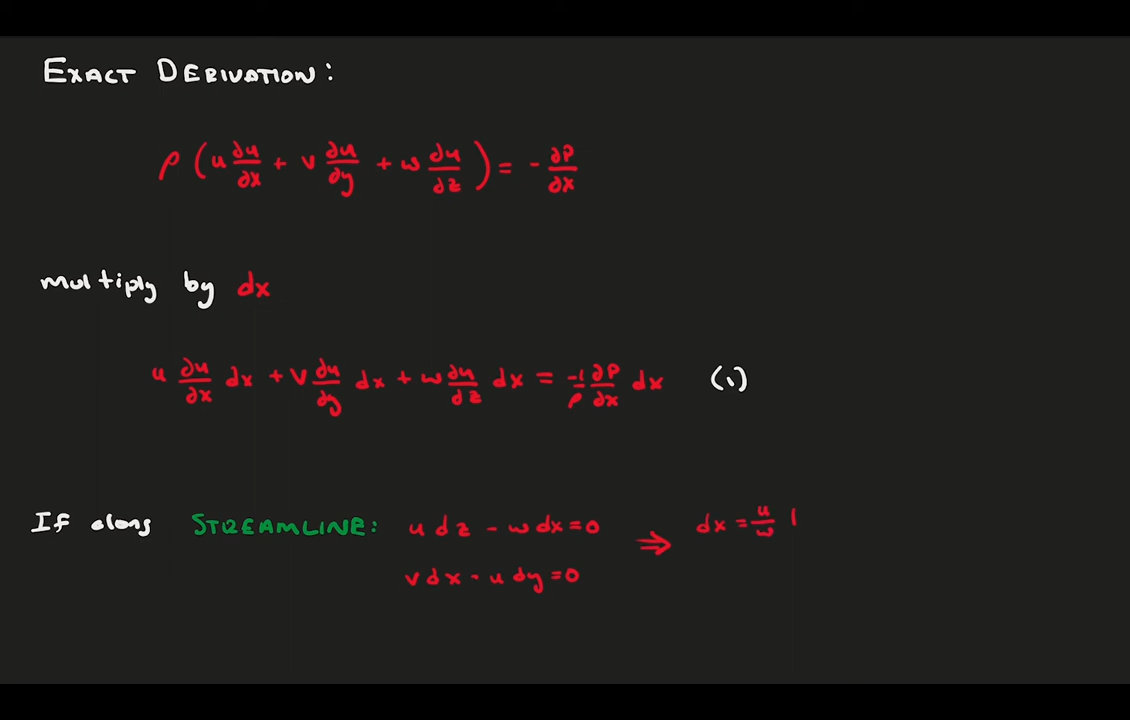 EXACT DERIVATION:
ρ (u ∂u/∂x + v ∂u/∂y + w ∂u/∂z) = - ∂P/∂x
multiply by dx
u ∂u/∂x dx + v ∂u/∂y dx + w ∂u/∂z dx = -1/ρ ∂P/∂x dx (1)
If along STREAMLINE: u dz - w dx = 0 ⇒ dx = u/w
v dx - u dy = 0